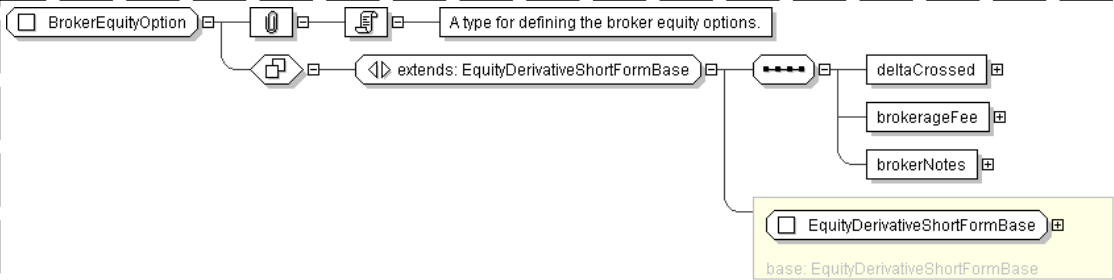 BrokerEquityOption
A type for defining the broker equity options.
extends: EquityDerivativeShortFormBase
deltaCrossed
brokerageFee
brokerNotes
EquityDerivativeShortFormBase
base: EquityDerivativeShortFormBase